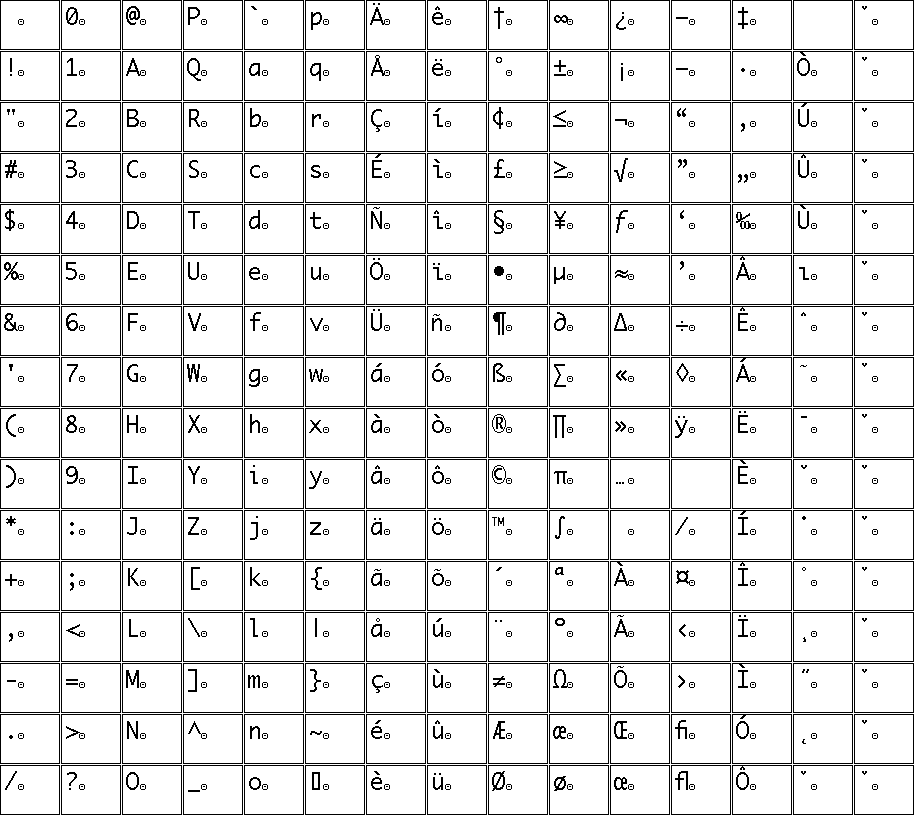 0 @ P ` p Ä ê † ∞ ¿ – ‡ ˇ
! 1 A Q a q Å ë ° ± ¡ — · Ò ˇ
" 2 B R b r Ç í ¢ ≤ ¬ “ ‚ Ú ˇ
# 3 C S c s É ì £ ≥ √ ” „ Û ˇ
$ 4 D T d t Ñ î § ¥ ƒ ‘ ‰ Ù ˇ
% 5 E U e u Ö ï • µ ≈ ’ Â ı ˇ
& 6 F V f v Ü ñ ¶ ∂ ∆ ÷ Ê ˆ ˇ
' 7 G W g w á ó ß ∑ « ◊ Á ˜ ˇ
( 8 H X h x à ò ® ∏ » ÿ Ë ¯ ˇ
) 9 I Y i y â ô © π … È ˘ ˇ
* : J Z j z ä ö ™ ∫ ⁄ Í ˙ ˇ
+ ; K [ k { ã õ ´ ª À ¤ Î ˚ ˇ
, < L \ l | å ú ¨ º Ã ‹ Ï ¸ ˇ
- = M ] m } ç ù ≠ Ω Õ › Ì ˝ ˇ
. > N ^ n ~ é û Æ æ Œ ﬁ Ó ˛ ˇ
/ ? O _ o ▯ è ü Ø ø œ ﬂ Ô ˇ ˇ